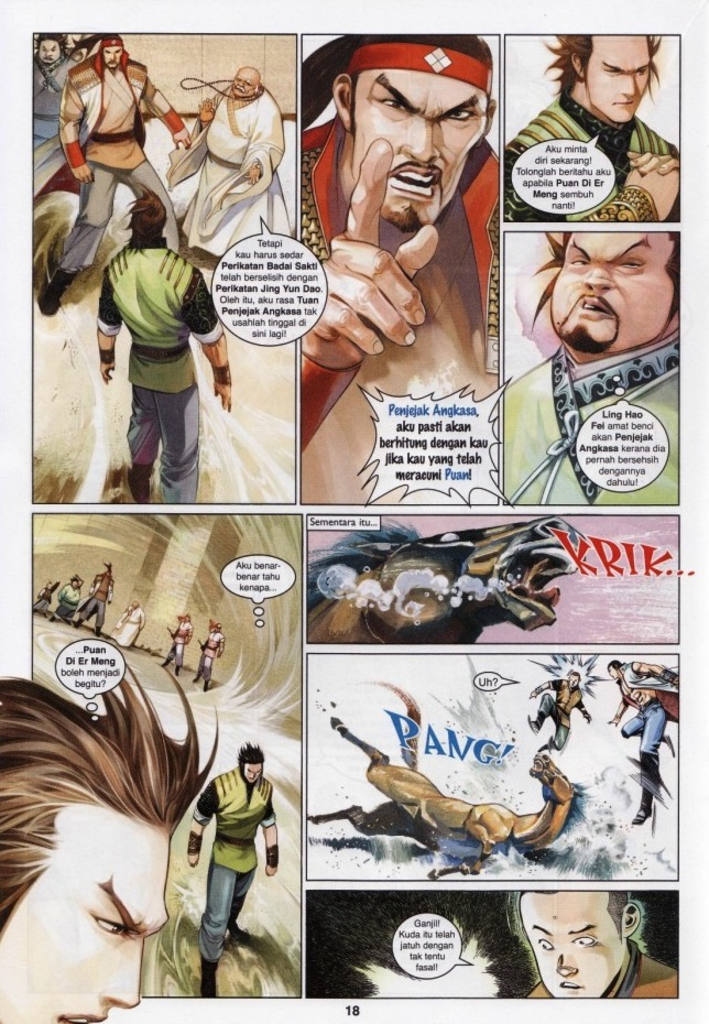 Tetapi
kau harus sedar
Perikatan Badai Sakti
telah berselisih dengan
Perikatan Jing Yun Dao.
Oleh itu, aku rasa Tuan
Penjejak Angkasa tak
usahlah tinggal di
sini lagi!
Penjejak Angkasa,
aku pasti akan
berhitung dengan kau
jika kau yang telah
meracuni Puan!
Aku minta
diri sekarang!
Tolonglah beritahu aku
apabila Puan Di Er
Meng sembuh
nanti!
Ling Hao
Fei amat benci
akan Penjejak
Angkasa kerana dia
pernah bersehsih
dengannya
dahulu!
Aku benar-
benar tahu
kenapa...
...Puan
Di Er Meng
boleh menjadi
begitu?
Sementara itu...
KRIK...
Uh?
PANG!
Ganjil!
Kuda itu telah
jatuh dengan
tak tentu
fasal!
18